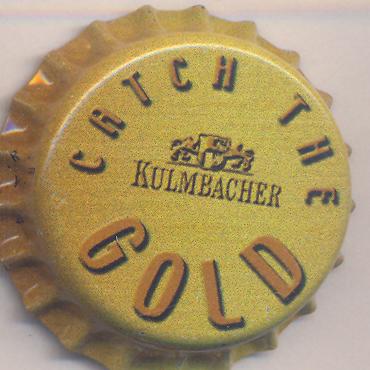 CATCH THE
KULMBACHER
GOLD